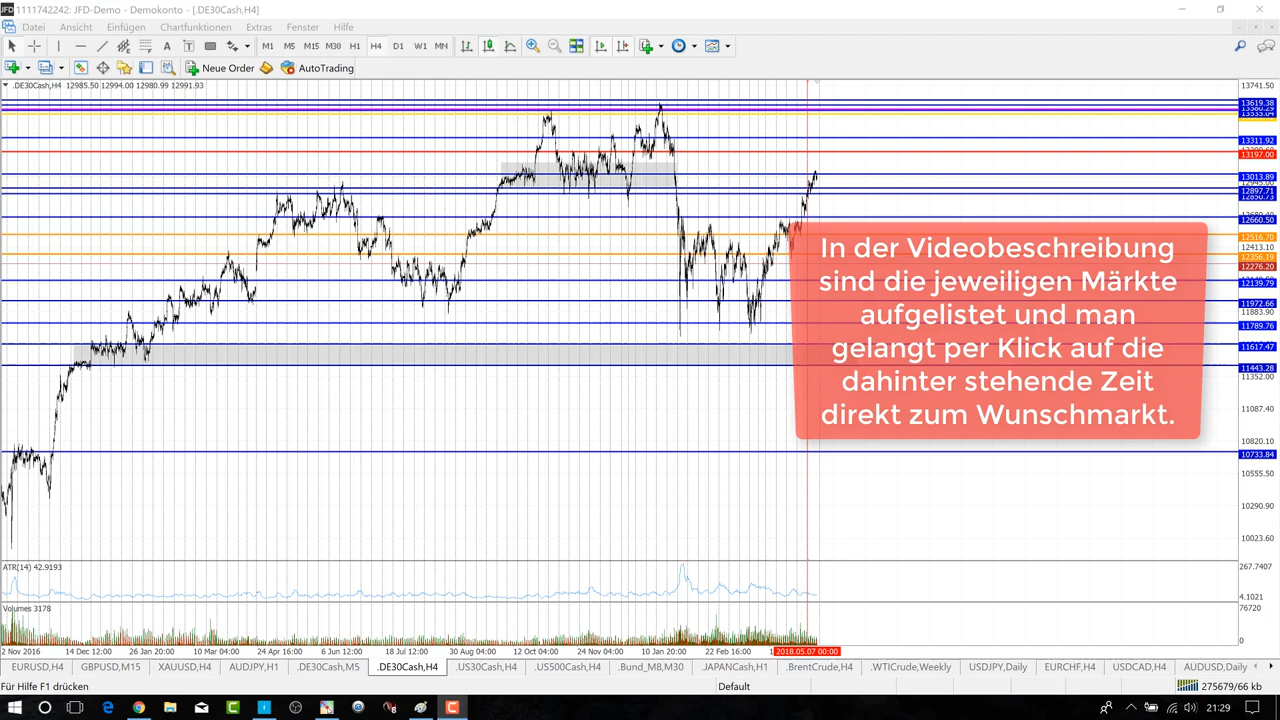 1111742242: JFD-Demo - Demokonto - [.DE30Cash,H4]
Datei Ansicht Einfügen Chartfunktionen Extras Fenster Hilfe
M1 M5 M15 M30 H1 H4 D1 W1 MN
New Order AutoTrading
.DE30Cash,H4 12985.50 12994.00 12980.99 12991.93
13741.50
13619.38
13535.04
13311.92
13197.00
13013.89
12897.71
12850.73
12660.50
12516.70
12413.10
12356.19
12276.20
12139.79
11972.66
11883.90
11789.76
11617.47
11443.28
11352.00
11087.40
10820.10
10733.84
10555.50
10290.90
10023.60
In der Videobeschreibung
sind die jeweiligen Märkte
aufgelistet und man
gelangt per Klick auf die
dahinter stehende Zeit
direkt zum Wunschmarkt.
ATR(14) 42.9193
267.7407
4.1021
Volumes 3178
76720
0
2 Nov 2016 14 Dec 12:00 26 Jan 20:00 10 Mar 04:00 24 Apr 16:00 6 Jun 12:00 19 Jul 20:00 30 Aug 04:00 12 Oct 04:00 24 Nov 04:00 10 Jan 20:00 22 Feb 16:00 2018.05.07 00:00
EURUSD,H4 GBPUSD,M15 XAUUSD,H4 AUDJPY,H1 .DE30Cash,M5 .DE30Cash,H4 .US30Cash,H4 .US500Cash,H4 .Bund_M8,M30 .JAPANCash,H1 .BrentCrude,H4 .WTICrude,Weekly USDJPY,Daily EURCHF,H4 USDCAD,H4 AUDUSD,Daily
Für Hilfe F1 drücken Default 275679/66 kb
21:29